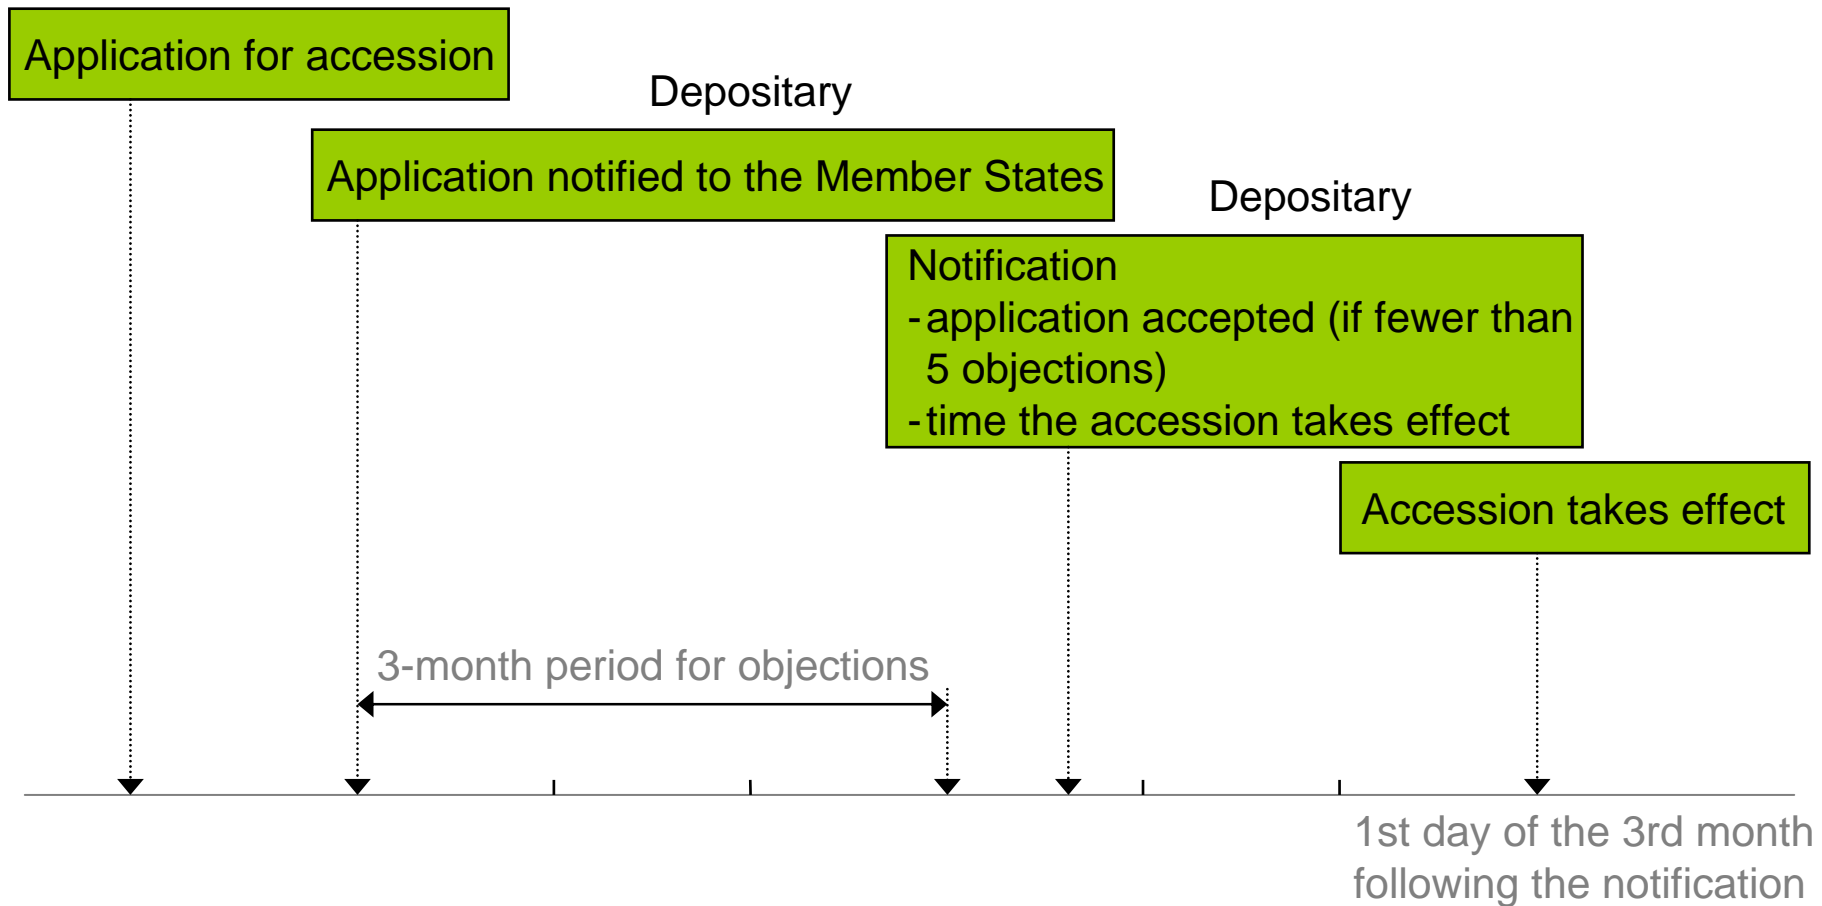 Application for accession
Depositary
Application notified to the Member States
Depositary
Notification
-application accepted (if fewer than
5 objections)
-time the accession takes effect
Accession takes effect
3-month period for objections
1st day of the 3rd month
following the notification